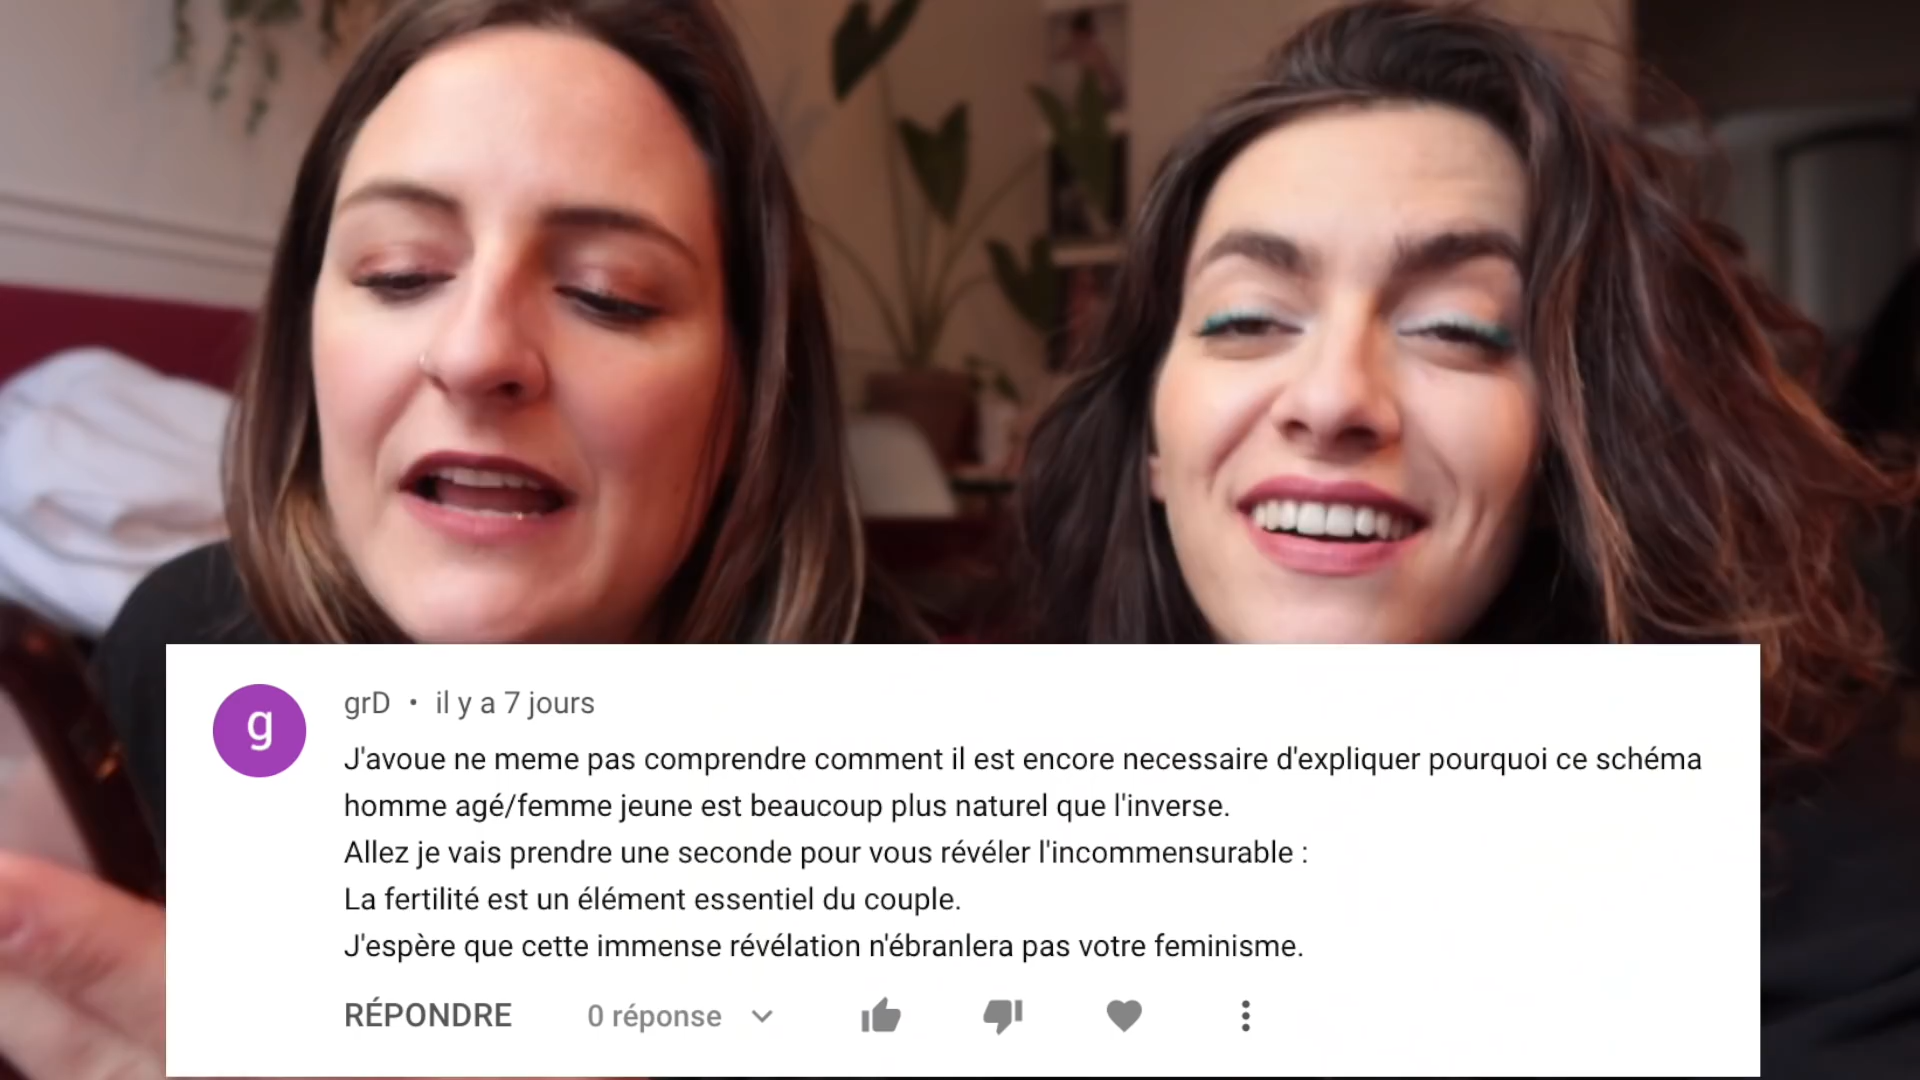 g
grD • il y a 7 jours
J'avoue ne meme pas comprendre comment il est encore necessaire d'expliquer pourquoi ce schéma
homme agé/femme jeune est beaucoup plus naturel que l'inverse.
Allez je vais prendre une seconde pour vous révéler l'incommensurable :
La fertilité est un élément essentiel du couple.
J'espère que cette immense révélation n'ébranlera pas votre feminisme.
RÉPONDRE 0 réponse